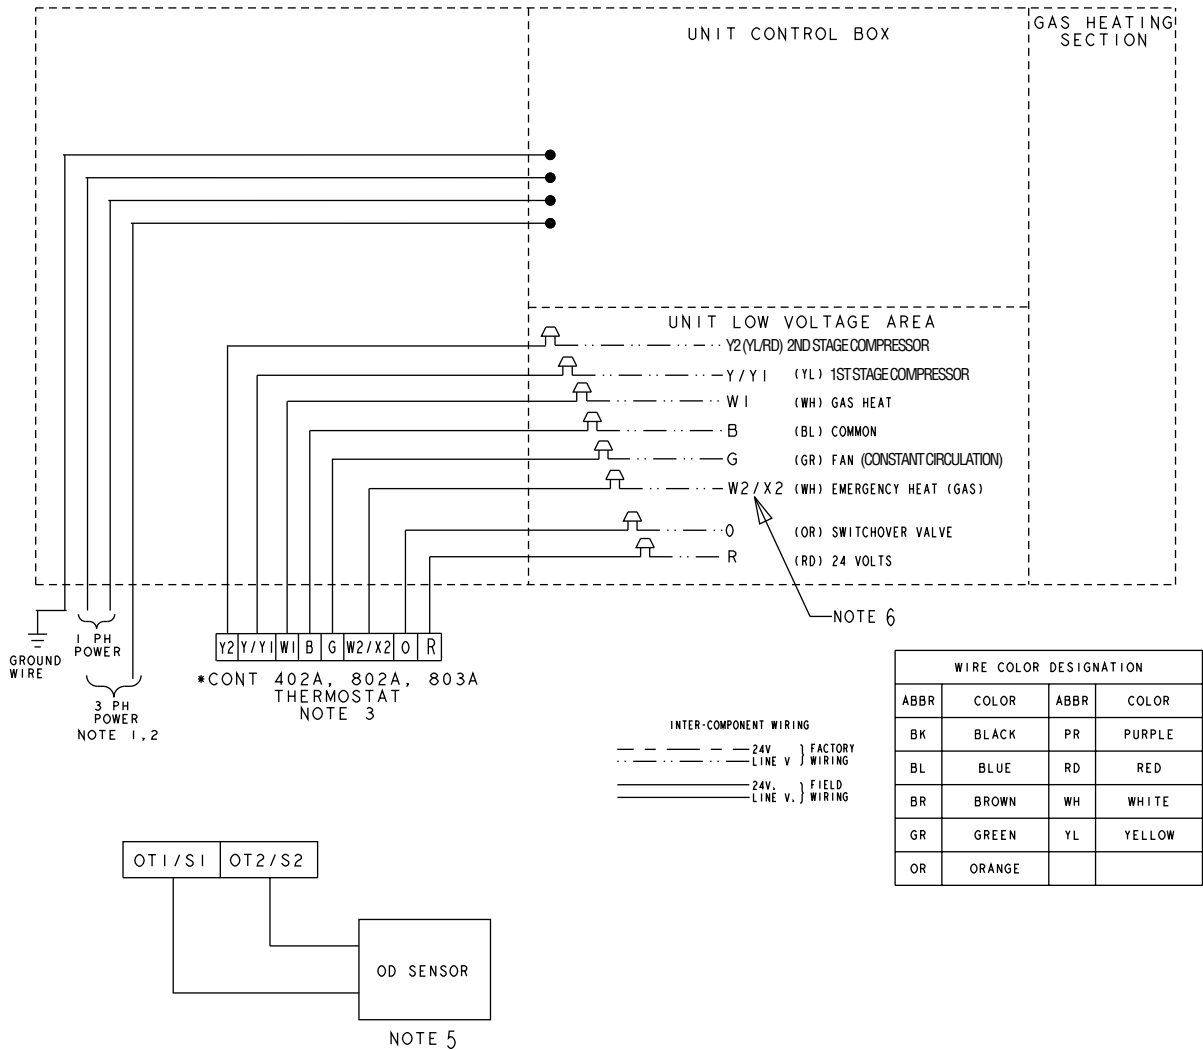 UNIT CONTROL BOX
GAS HEATING
SECTION
UNIT LOW VOLTAGE AREA
Y2 (YL/RD) 2ND STAGE COMPRESSOR
Y/Y1 (YL) 1ST STAGE COMPRESSOR
W1 (WH) GAS HEAT
B (BL) COMMON
G (GR) FAN (CONSTANT CIRCULATION)
W2/X2 (WH) EMERGENCY HEAT (GAS)
O (OR) SWITCHOVER VALVE
R (RD) 24 VOLTS
NOTE 6
GROUND
WIRE
1 PH
POWER
3 PH
POWER
NOTE 1,2
Y2 Y/Y1 W1 B G W2/X2 O R
*CONT 402A, 802A, 803A
THERMOSTAT
NOTE 3
INTER-COMPONENT WIRING
24V } FACTORY
LINE V } WIRING
24V. } FIELD
LINE V. } WIRING
WIRE COLOR DESIGNATION
ABBR COLOR ABBR COLOR
BK BLACK PR PURPLE
BL BLUE RD RED
BR BROWN WH WHITE
GR GREEN YL YELLOW
OR ORANGE
OT1/S1 OT2/S2
OD SENSOR
NOTE 5